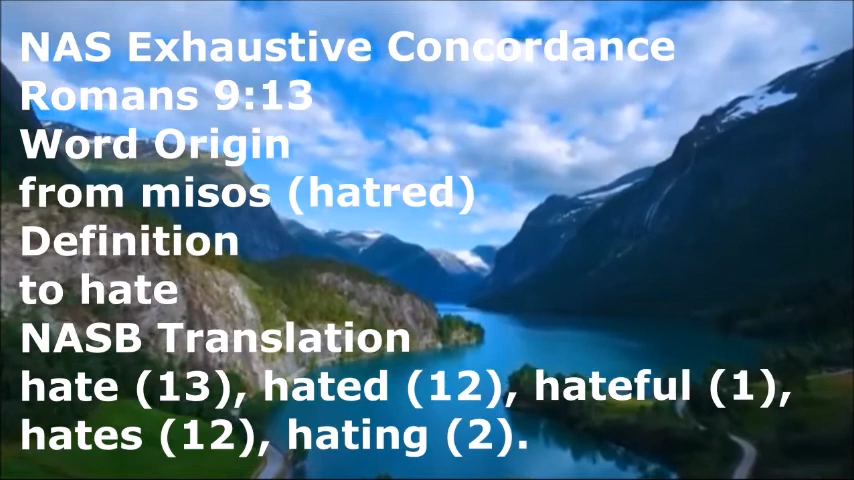 NAS Exhaustive Concordance
Romans 9:13
Word Origin
from misos (hatred)
Definition
to hate
NASB Translation
hate (13), hated (12), hateful (1),
hates (12), hating (2).